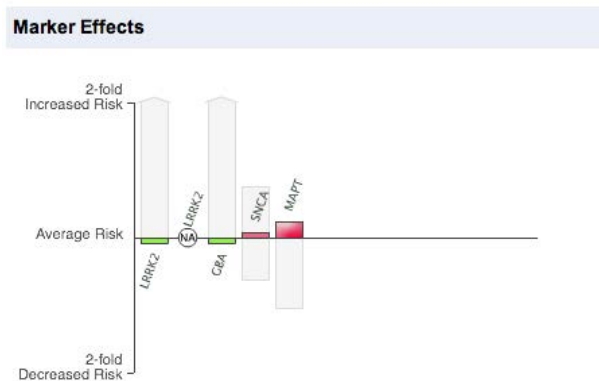 Marker Effects
2-fold
Increased Risk
LRRK2
SNCA
MAPT
Average Risk
NA
LRRK2
GBA
2-fold
Decreased Risk